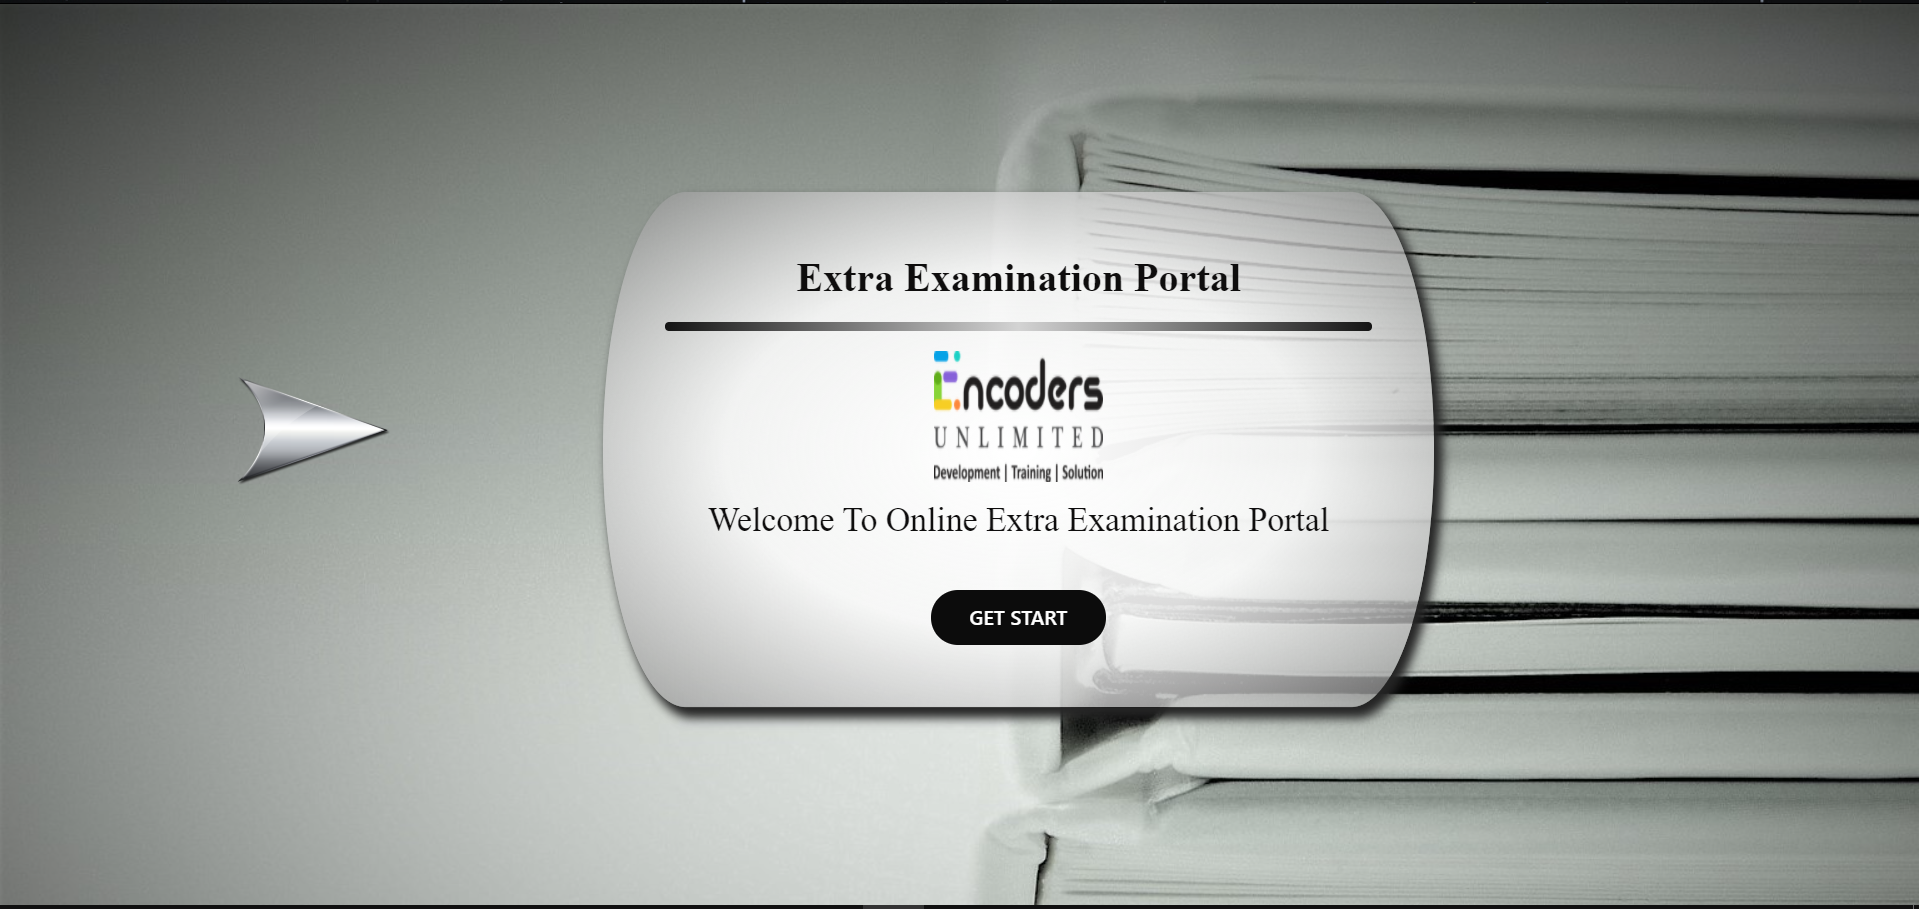 Extra Examination Portal
Encoders
UNLIMITED
Development | Training | Solution
Welcome To Online Extra Examination Portal
GET START